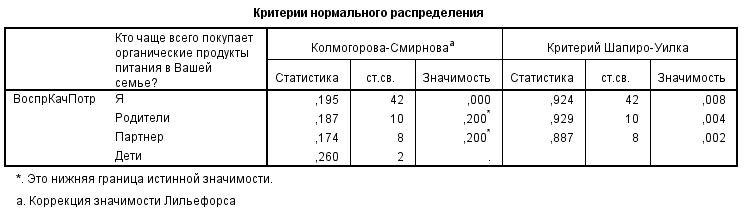 Критерии нормального распределения
Кто чаще всего покупает органические продукты питания в Вашей семье? Колмогорова-Смирноваª Критерий Шапиро-Уилка
Статистика ст.св. Значимость Статистика ст.св. Значимость
ВоспрКачПотр Я ,195 42 ,000 ,924 42 ,008
Родители ,187 10 ,200* ,929 10 ,004
Партнер ,174 8 ,200* ,887 8 ,002
Дети ,260 2 .
*. Это нижняя граница истинной значимости.
a. Коррекция значимости Лильефорса